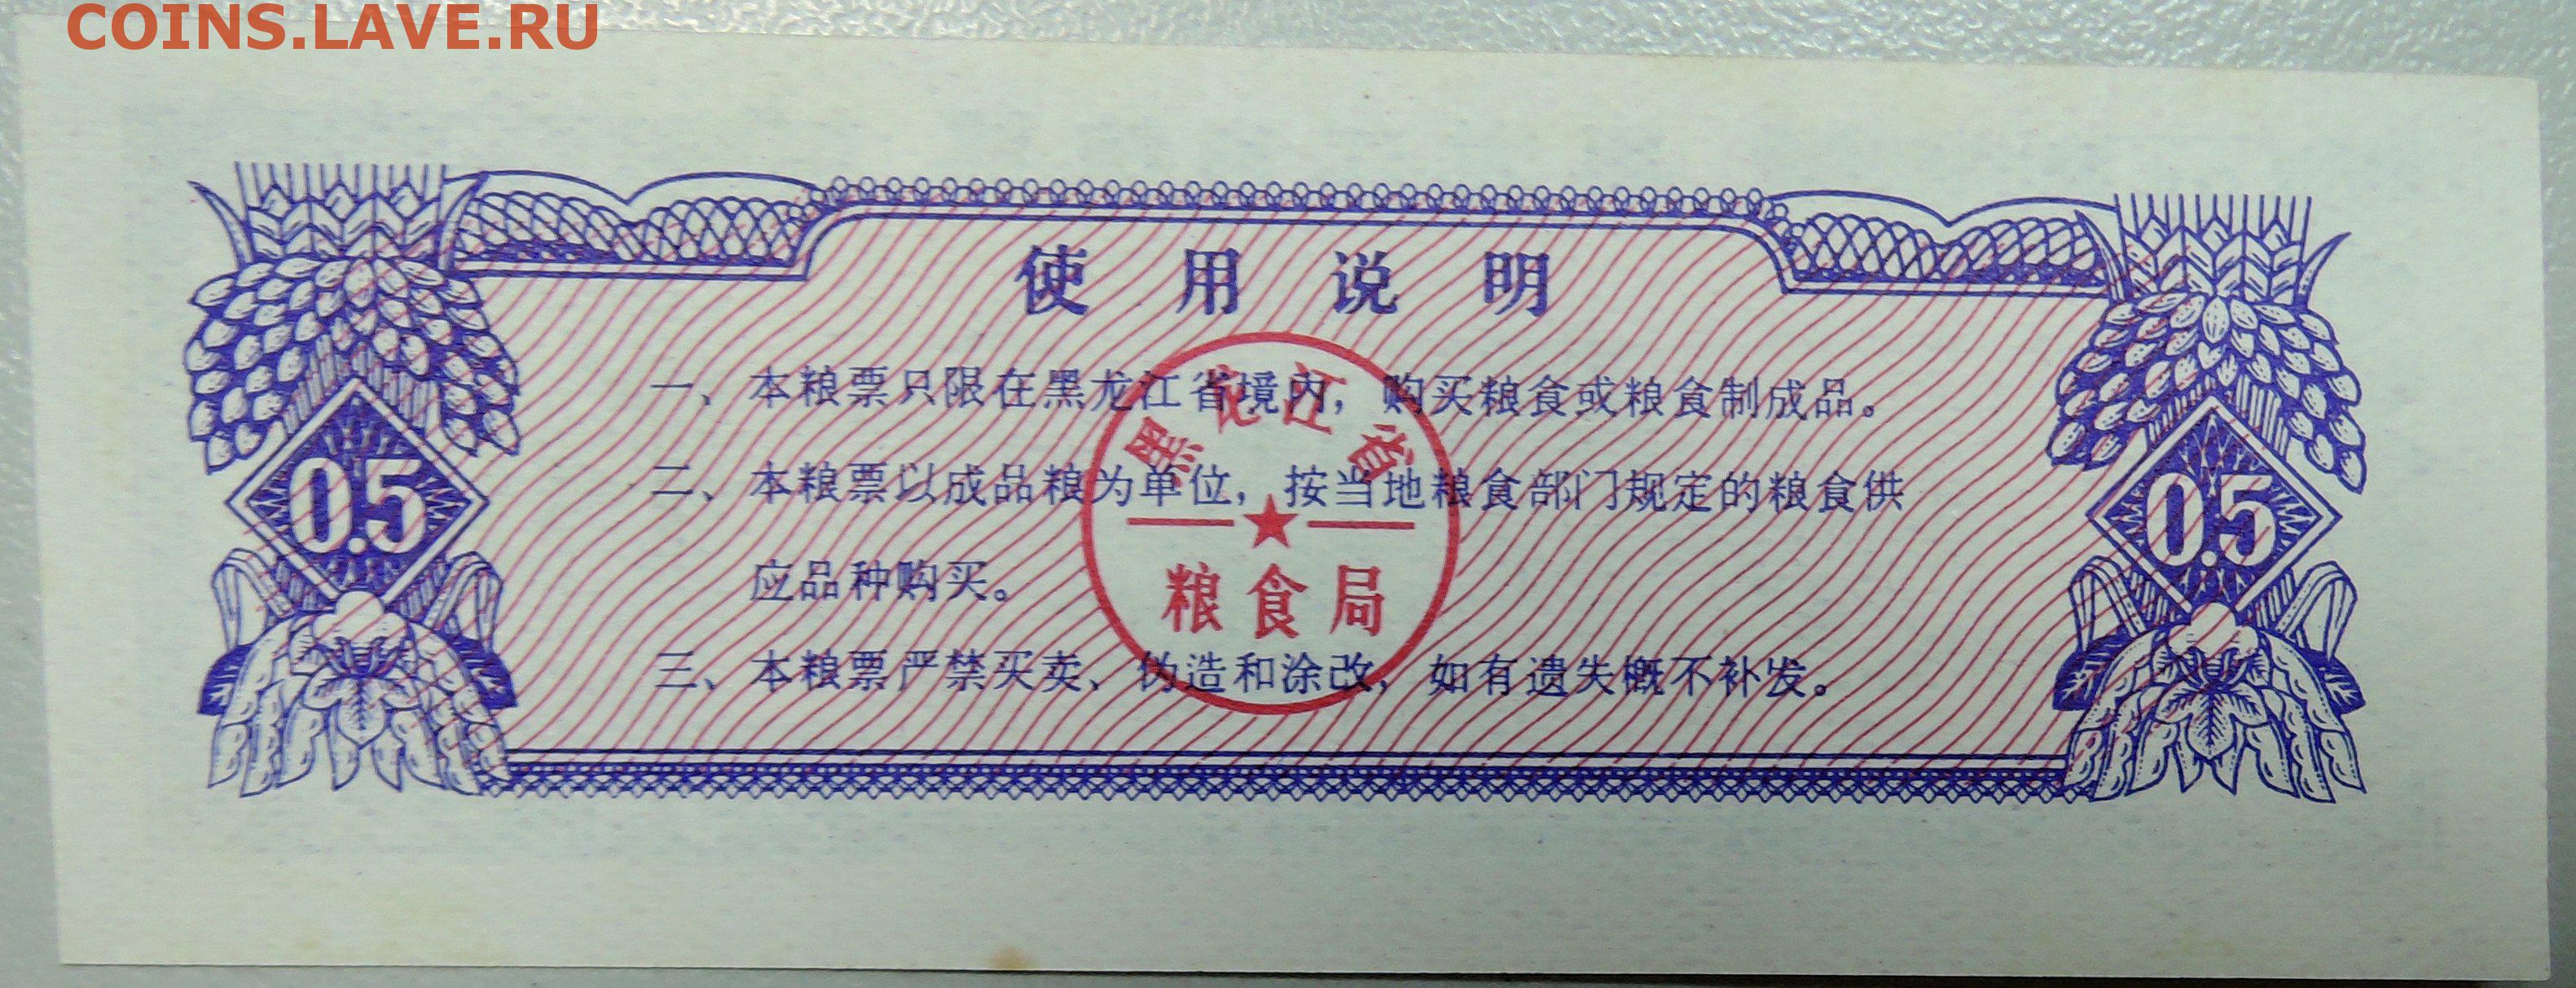 COINS.LAVE.RU
使用说明
一、本粮票只限在黑龙江省境内，购买粮食或粮食制成品。
二、本粮票以成品粮为单位，按当地粮食部门规定的粮食供
应品种购买。
三、本粮票严禁买卖、伪造和涂改，如有遗失概不补发。
黑龙江省
粮食局
0.5
0.5